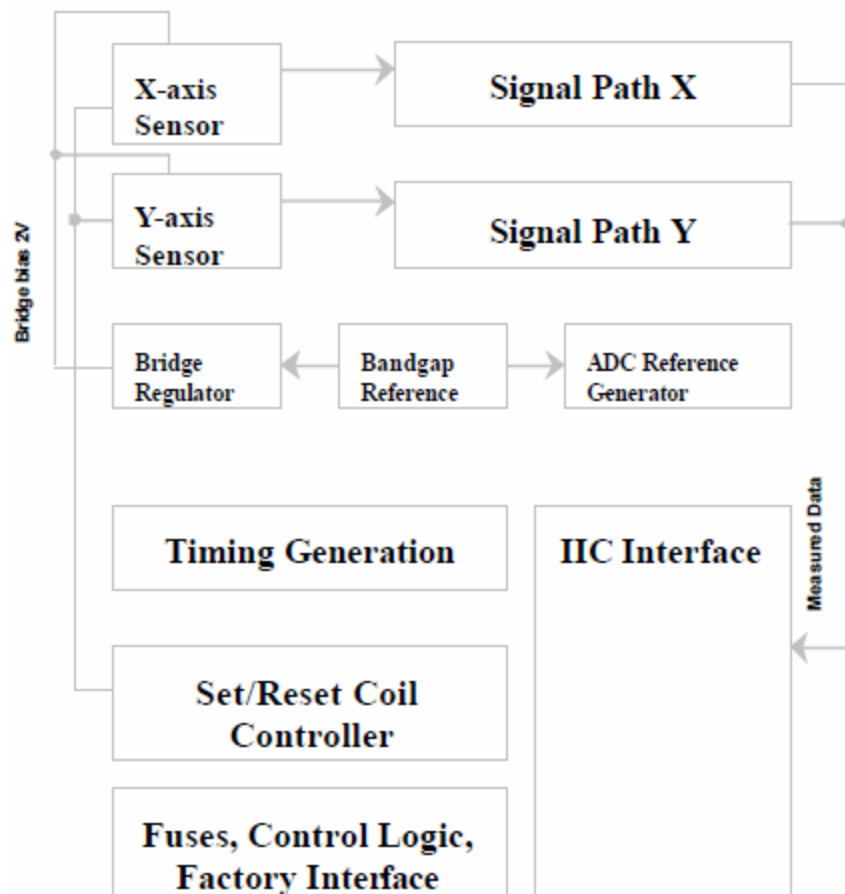 X-axis
Sensor
Signal Path X
Y-axis
Sensor
Signal Path Y
Bridge bias 2V
Bridge
Regulator
Bandgap
Reference
ADC Reference
Generator
Timing Generation
IIC Interface
Measured Data
Set/Reset Coil
Controller
Fuses, Control Logic,
Factory Interface